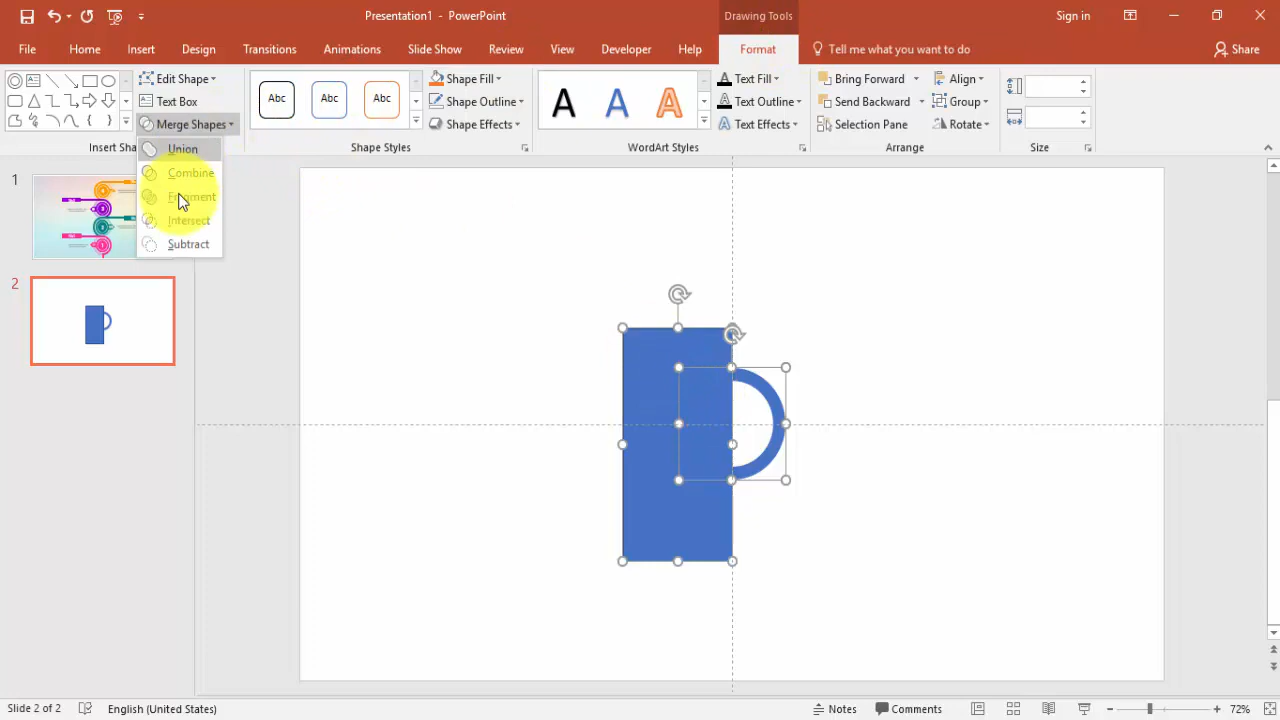 Presentation1 - PowerPoint
Drawing Tools
Sign in
File Home Insert Design Transitions Animations Slide Show Review View Developer Help Format Tell me what you want to do Share
Edit Shape
Text Box
Merge Shapes
Abc Abc Abc
Shape Fill
Shape Outline
Shape Effects
A A A
Text Fill
Text Outline
Text Effects
Bring Forward
Send Backward
Selection Pane
Align
Group
Rotate
Insert Sha
Shape Styles
WordArt Styles
Arrange
Size
Union
Combine
Fragment
Intersect
Subtract
1
2
Slide 2 of 2 English (United States) Notes Comments 72%